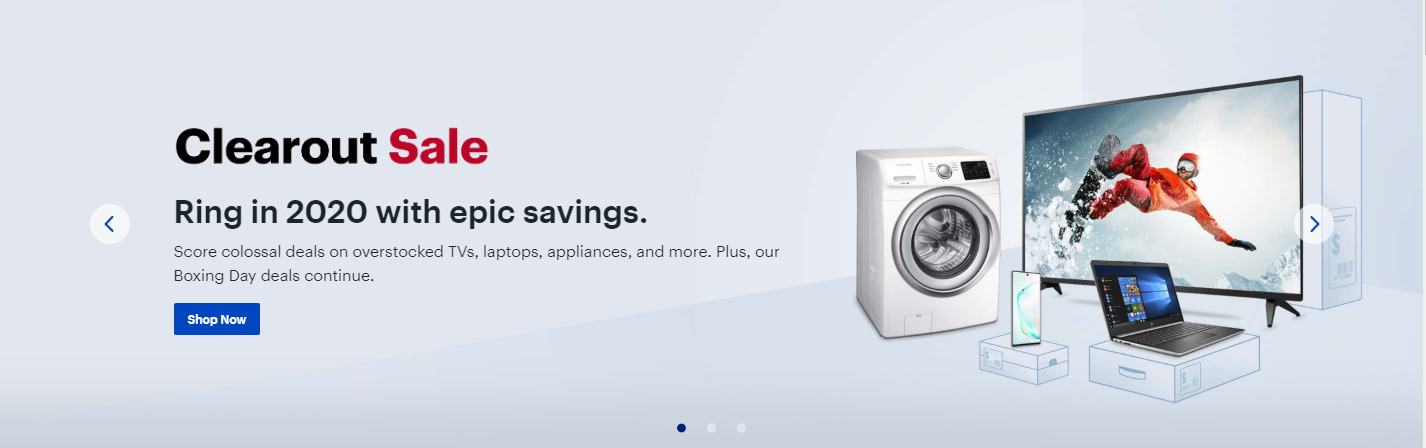 Clearout Sale
Ring in 2020 with epic savings.
Score colossal deals on overstocked TVs, laptops, appliances, and more. Plus, our
Boxing Day deals continue.
Shop Now